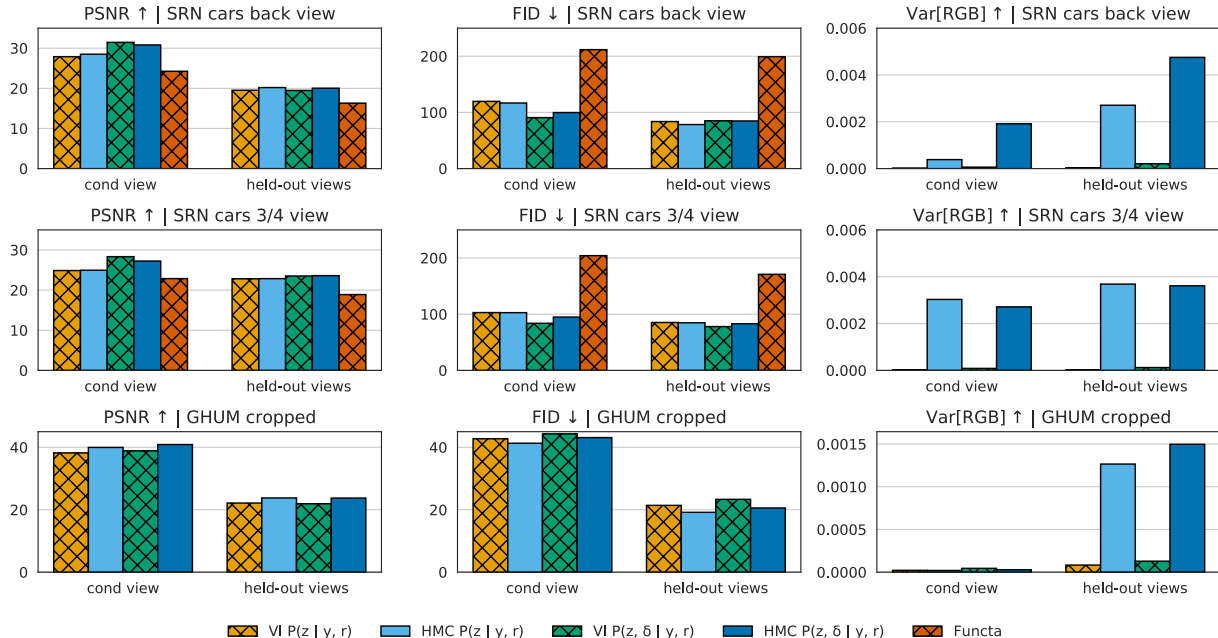 PSNR ↑ | SRN cars back view
FID ↓ | SRN cars back view
Var[RGB] ↑ | SRN cars back view
30
20
10
0
cond view
held-out views
200
100
0
cond view
held-out views
0.006
0.004
0.002
0.000
cond view
held-out views
PSNR ↑ | SRN cars 3/4 view
FID ↓ | SRN cars 3/4 view
Var[RGB] ↑ | SRN cars 3/4 view
30
20
10
0
cond view
held-out views
200
100
0
cond view
held-out views
0.006
0.004
0.002
0.000
cond view
held-out views
PSNR ↑ | GHUM cropped
FID ↓ | GHUM cropped
Var[RGB] ↑ | GHUM cropped
40
20
0
cond view
held-out views
40
20
0
cond view
held-out views
0.0015
0.0010
0.0005
0.0000
cond view
held-out views
VI P(z | y, r)
HMC P(z | y, r)
VI P(z, δ | y, r)
HMC P(z, δ | y, r)
Functa